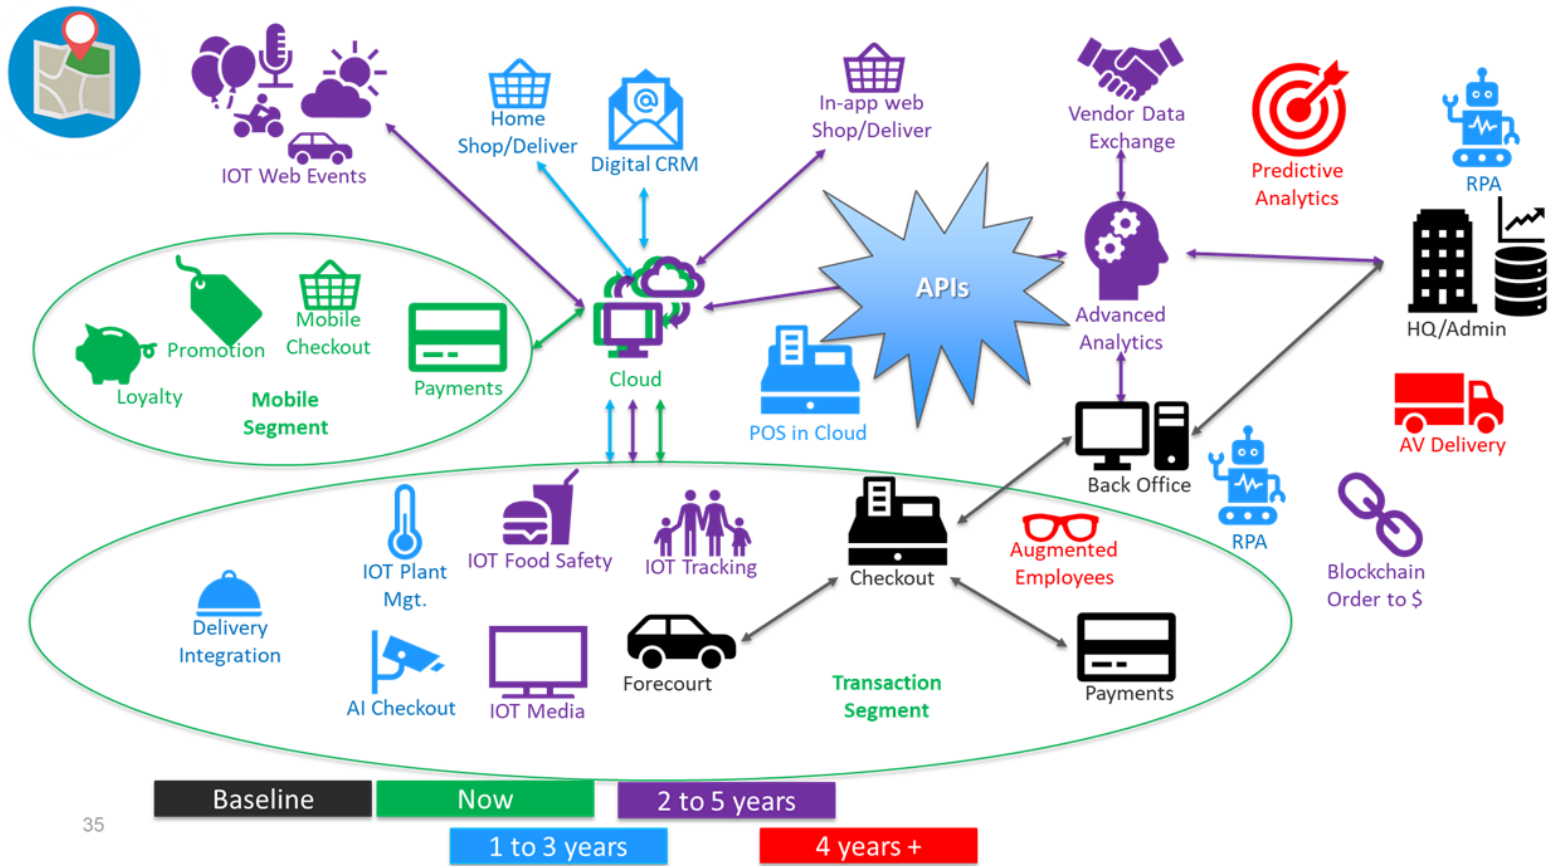 IOT Web Events
Home
Shop/Deliver
@
Digital CRM
In-app web
Shop/Deliver
Vendor Data
Exchange
Predictive
Analytics
RPA
Promotion
Mobile
Checkout
Loyalty
Payments
Mobile
Segment
Cloud
APIs
POS in Cloud
Advanced
Analytics
HQ/Admin
AV Delivery
Back Office
RPA
Blockchain
Order to $
IOT Plant
Mgt.
IOT Food Safety
IOT Tracking
Checkout
Augmented
Employees
Delivery
Integration
AI Checkout
IOT Media
Forecourt
Transaction
Segment
Payments
Baseline
Now
2 to 5 years
1 to 3 years
4 years +
35